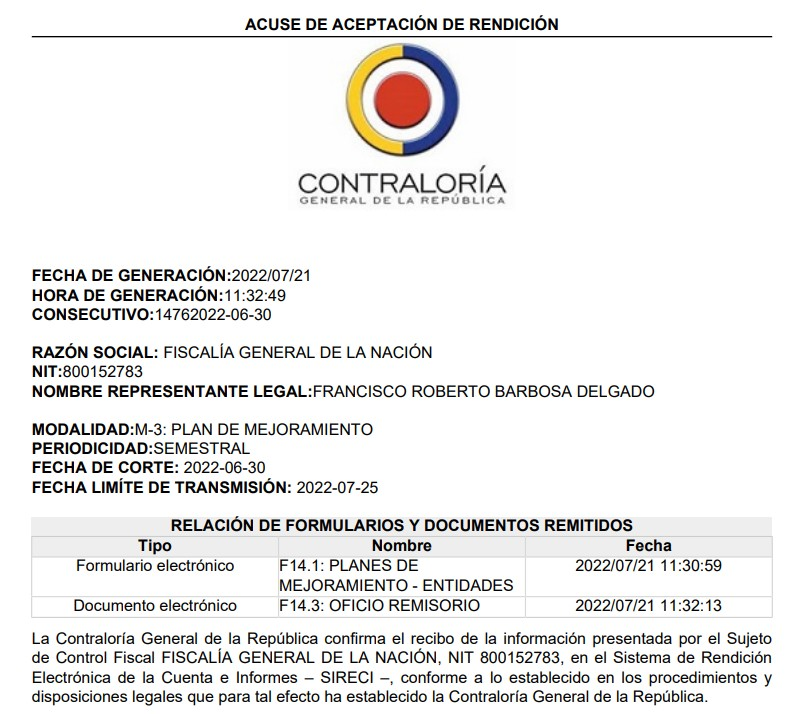 ACUSE DE ACEPTACIÓN DE RENDICIÓN
CONTRALORÍA
GENERAL DE LA REPÚBLICA
FECHA DE GENERACIÓN:2022/07/21
HORA DE GENERACIÓN:11:32:49
CONSECUTIVO:14762022-06-30
RAZÓN SOCIAL: FISCALÍA GENERAL DE LA NACIÓN
NIT:800152783
NOMBRE REPRESENTANTE LEGAL:FRANCISCO ROBERTO BARBOSA DELGADO
MODALIDAD:M-3: PLAN DE MEJORAMIENTO
PERIODICIDAD:SEMESTRAL
FECHA DE CORTE: 2022-06-30
FECHA LIMÍTE DE TRANSMISIÓN: 2022-07-25
RELACIÓN DE FORMULARIOS Y DOCUMENTOS REMITIDOS
Tipo Nombre Fecha
Formulario electrónico F14.1: PLANES DE 2022/07/21 11:30:59
MEJORAMIENTO - ENTIDADES
Documento electrónico F14.3: OFICIO REMISORIO 2022/07/21 11:32:13
La Contraloría General de la República confirma el recibo de la información presentada por el Sujeto
de Control Fiscal FISCALÍA GENERAL DE LA NACIÓN, NIT 800152783, en el Sistema de Rendición
Electrónica de la Cuenta e Informes – SIRECI –, conforme a lo establecido en los procedimientos y
disposiciones legales que para tal efecto ha establecido la Contraloría General de la República.